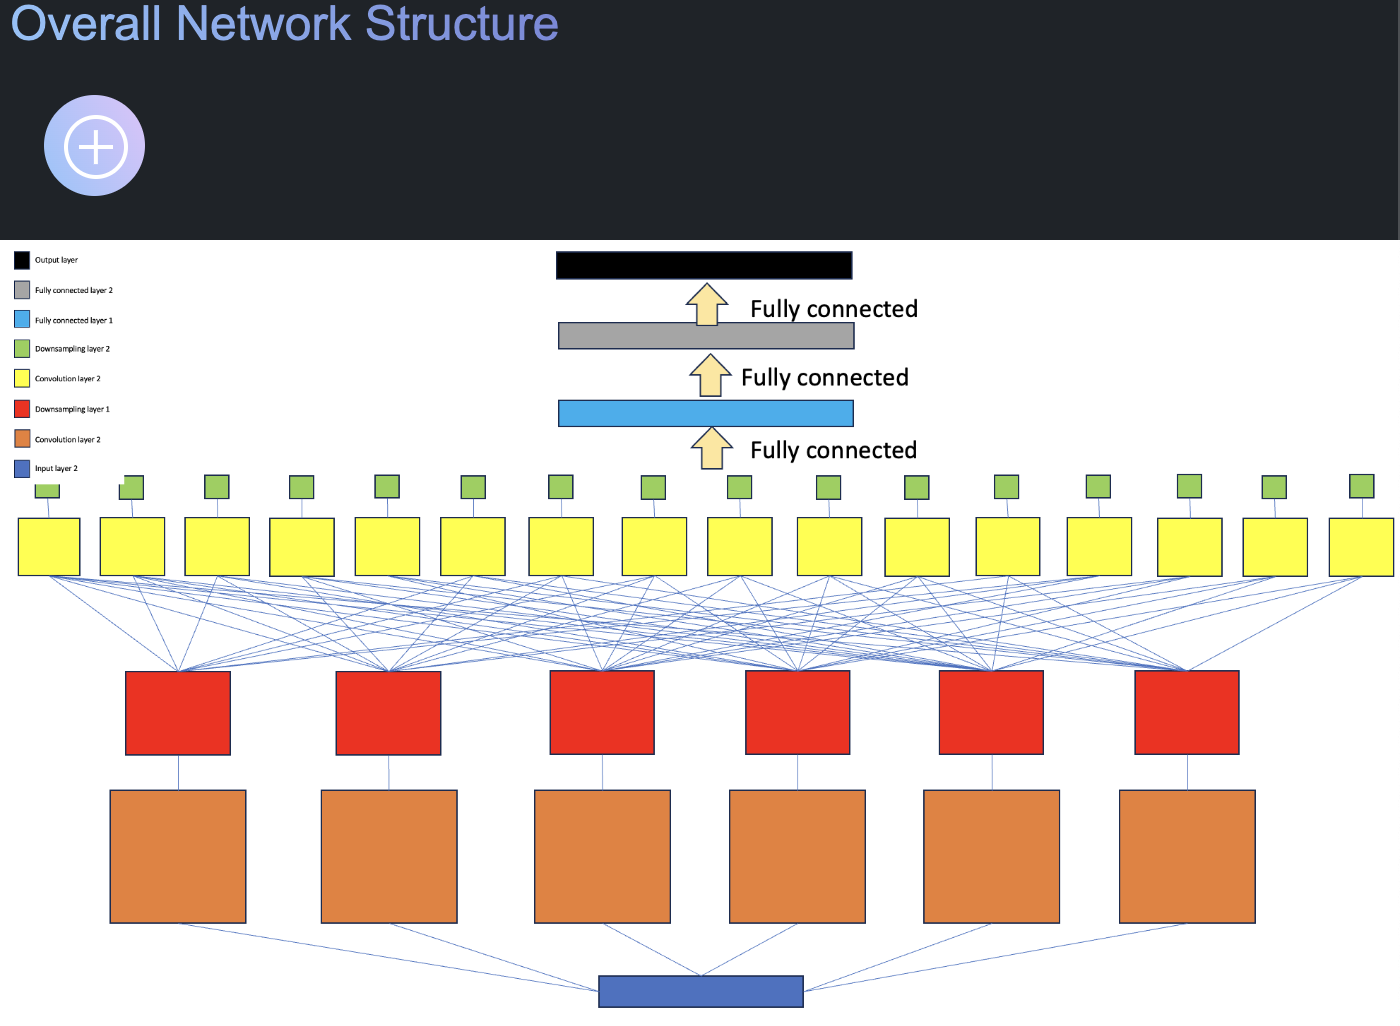 Overall Network Structure
Output layer
Fully connected layer 2
Fully connected layer 1
Downsampling layer 2
Convolution layer 2
Downsampling layer 1
Convolution layer 2
Input layer 2
Fully connected
Fully connected
Fully connected